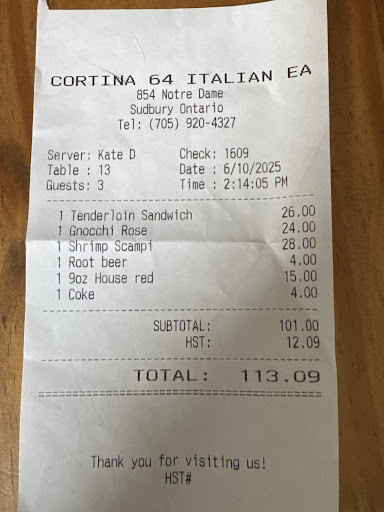 CORTINA 64 ITALIAN EA
854 Notre Dame
Sudbury Ontario
Tel: (705) 920-4327
Server: Kate D Check: 1609
Table : 13 Date : 6/10/2025
Guests: 3 Time : 2:14:05 PM
1 Tenderloin Sandwich 26.00
1 Gnocchi Rose 24.00
1 Shrimp Scampi 28.00
1 Root beer 4.00
1 9oz House red 15.00
1 Coke 4.00
SUBTOTAL: 101.00
HST: 12.09
TOTAL: 113.09
Thank you for visiting us!
HST#